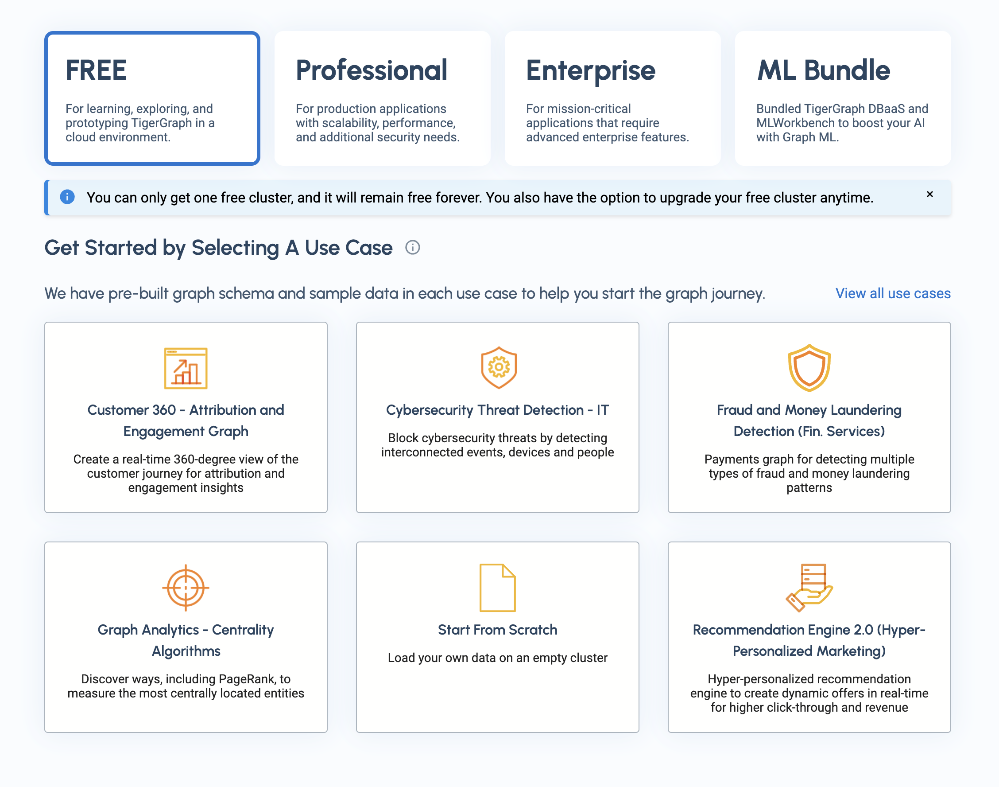 FREE
For learning, exploring, and
prototyping TigerGraph in a
cloud environment.
Professional
For production applications
with scalability, performance,
and additional security needs.
Enterprise
For mission-critical
applications that require
advanced enterprise features.
ML Bundle
Bundled TigerGraph DBaaS and
MLWorkbench to boost your AI
with Graph ML.
You can only get one free cluster, and it will remain free forever. You also have the option to upgrade your free cluster anytime.
Get Started by Selecting A Use Case
We have pre-built graph schema and sample data in each use case to help you start the graph journey.
View all use cases
Customer 360 - Attribution and
Engagement Graph
Create a real-time 360-degree view of the
customer journey for attribution and
engagement insights
Cybersecurity Threat Detection - IT
Block cybersecurity threats by detecting
interconnected events, devices and people
Fraud and Money Laundering
Detection (Fin. Services)
Payments graph for detecting multiple
types of fraud and money laundering
patterns
Graph Analytics - Centrality
Algorithms
Discover ways, including PageRank, to
measure the most centrally located entities
Start From Scratch
Load your own data on an empty cluster
Recommendation Engine 2.0 (Hyper-
Personalized Marketing)
Hyper-personalized recommendation
engine to create dynamic offers in real-time
for higher click-through and revenue